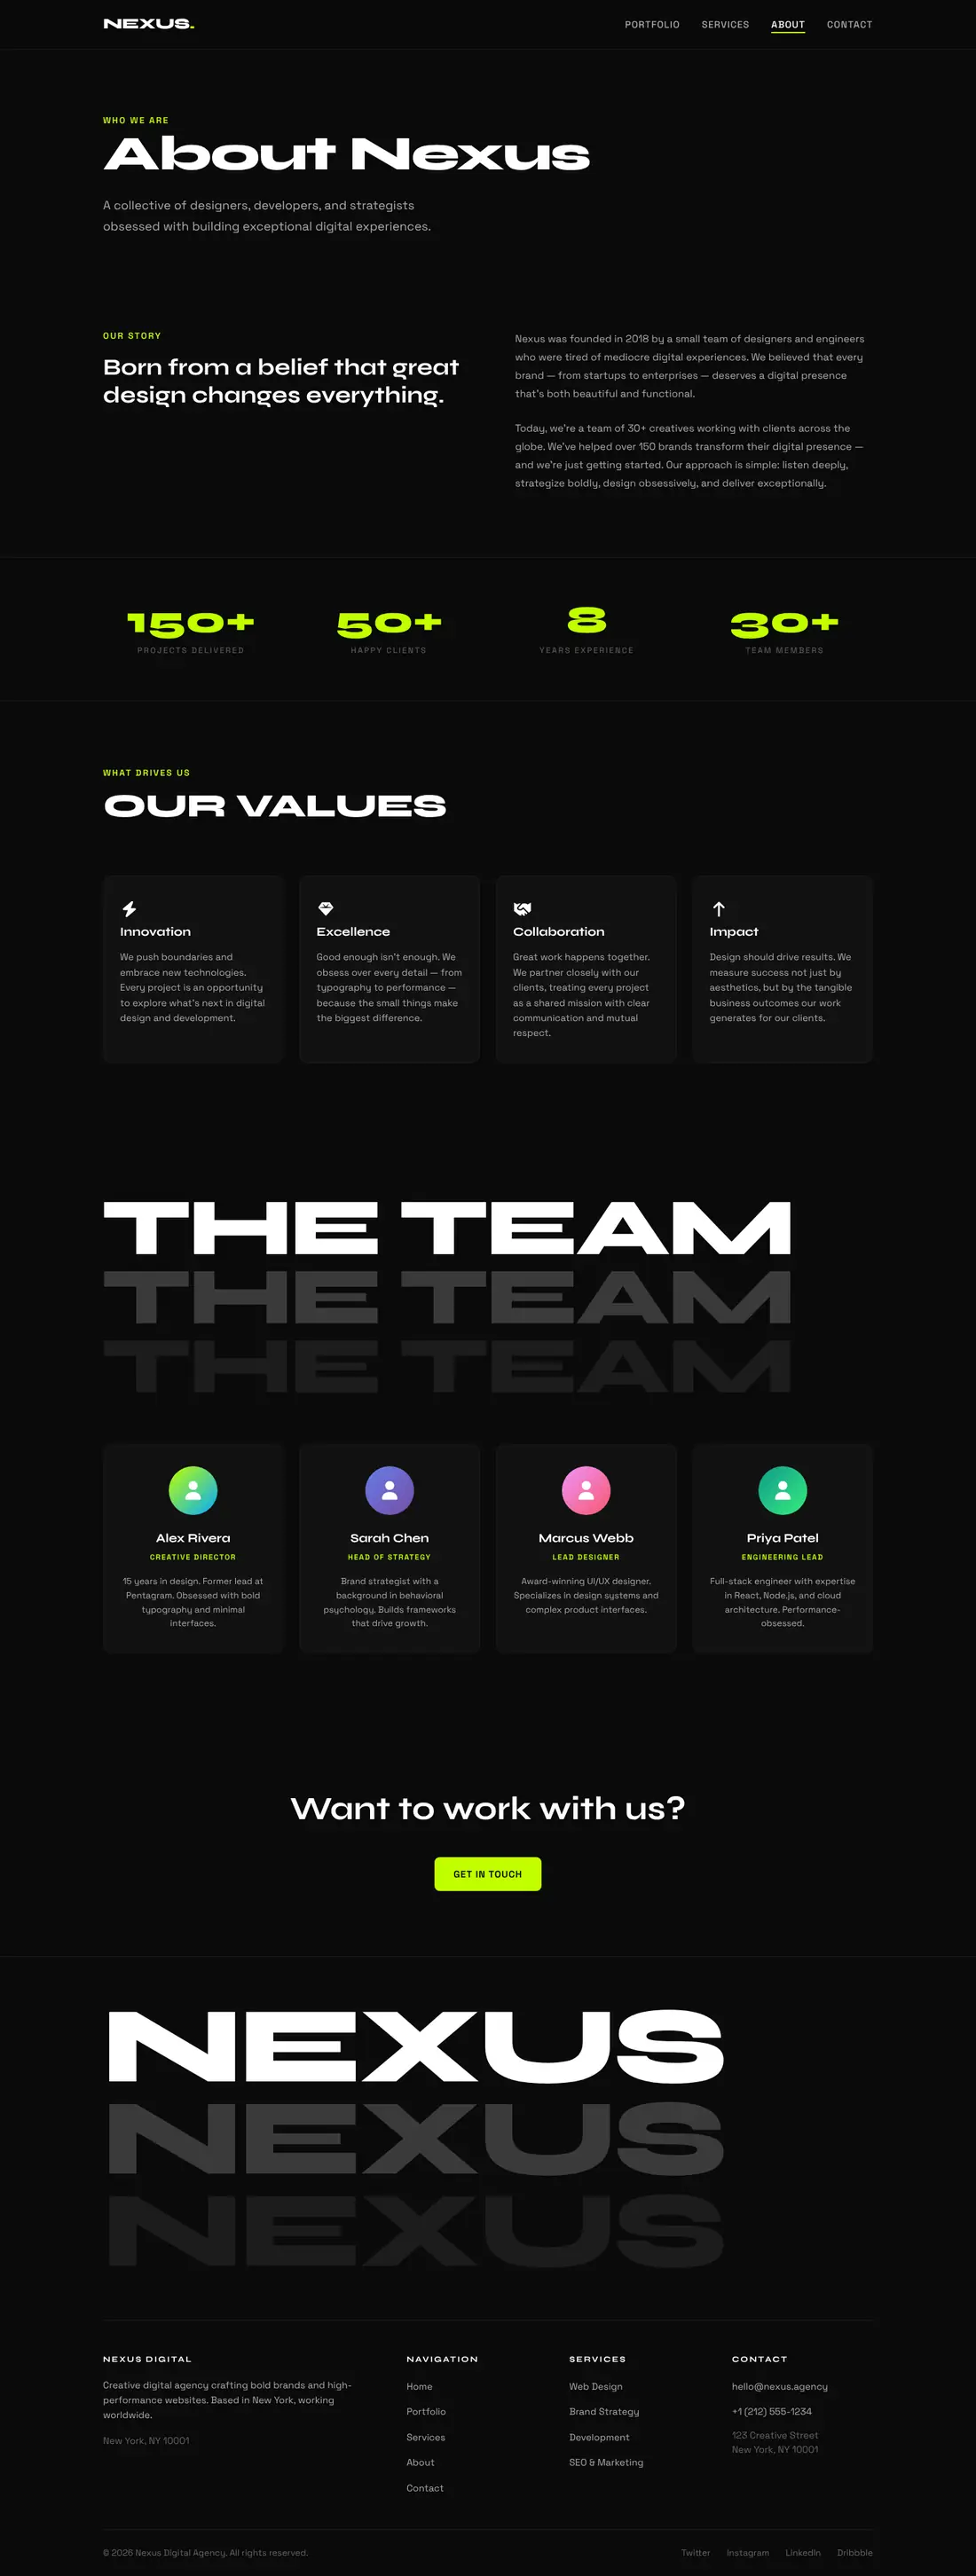 NEXUS.
PORTFOLIO
SERVICES
ABOUT
CONTACT
WHO WE ARE
About Nexus
A collective of designers, developers, and strategists
obsessed with building exceptional digital experiences.
OUR STORY
Born from a belief that great
design changes everything.
Nexus was founded in 2018 by a small team of designers and engineers
who were tired of mediocre digital experiences. We believed that every
brand — from startups to enterprises — deserves a digital presence
that's both beautiful and functional.
Today, we're a team of 30+ creatives working with clients across the
globe. We've helped over 150 brands transform their digital presence —
and we're just getting started. Our approach is simple: listen deeply,
strategize boldly, design obsessively, and deliver exceptionally.
150+
PROJECTS DELIVERED
50+
HAPPY CLIENTS
8
YEARS EXPERIENCE
30+
TEAM MEMBERS
WHAT DRIVES US
OUR VALUES
Innovation
We push boundaries and
embrace new technologies.
Every project is an opportunity
to explore what's next in digital
design and development.
Excellence
Good enough isn't enough. We
obsess over every detail — from
typography to performance —
because the small things make
the biggest difference.
Collaboration
Great work happens together.
We partner closely with our
clients, treating every project
as a shared mission with clear
communication and mutual
respect.
Impact
Design should drive results. We
measure success not just by
aesthetics, but by the tangible
business outcomes our work
generates for our clients.
THE TEAM
THE TEAM
THE TEAM
Alex Rivera
CREATIVE DIRECTOR
15 years in design. Former lead at
Pentagram. Obsessed with bold
typography and minimal
interfaces.
Sarah Chen
HEAD OF STRATEGY
Brand strategist with a
background in behavioral
psychology. Builds frameworks
that drive growth.
Marcus Webb
LEAD DESIGNER
Award-winning UI/UX designer.
Specializes in design systems and
complex product interfaces.
Priya Patel
ENGINEERING LEAD
Full-stack engineer with expertise
in React, Node.js, and cloud
architecture. Performance-
obsessed.
Want to work with us?
GET IN TOUCH
NEXUS
NEXUS
NEXUS
NEXUS DIGITAL
Creative digital agency crafting bold brands and high-
performance websites. Based in New York, working
worldwide.
New York, NY 10001
NAVIGATION
Home
Portfolio
Services
About
Contact
SERVICES
Web Design
Brand Strategy
Development
SEO & Marketing
CONTACT
hello@nexus.agency
+1 (212) 555-1234
123 Creative Street
New York, NY 10001
© 2026 Nexus Digital Agency. All rights reserved.
Twitter
Instagram
LinkedIn
Dribbble